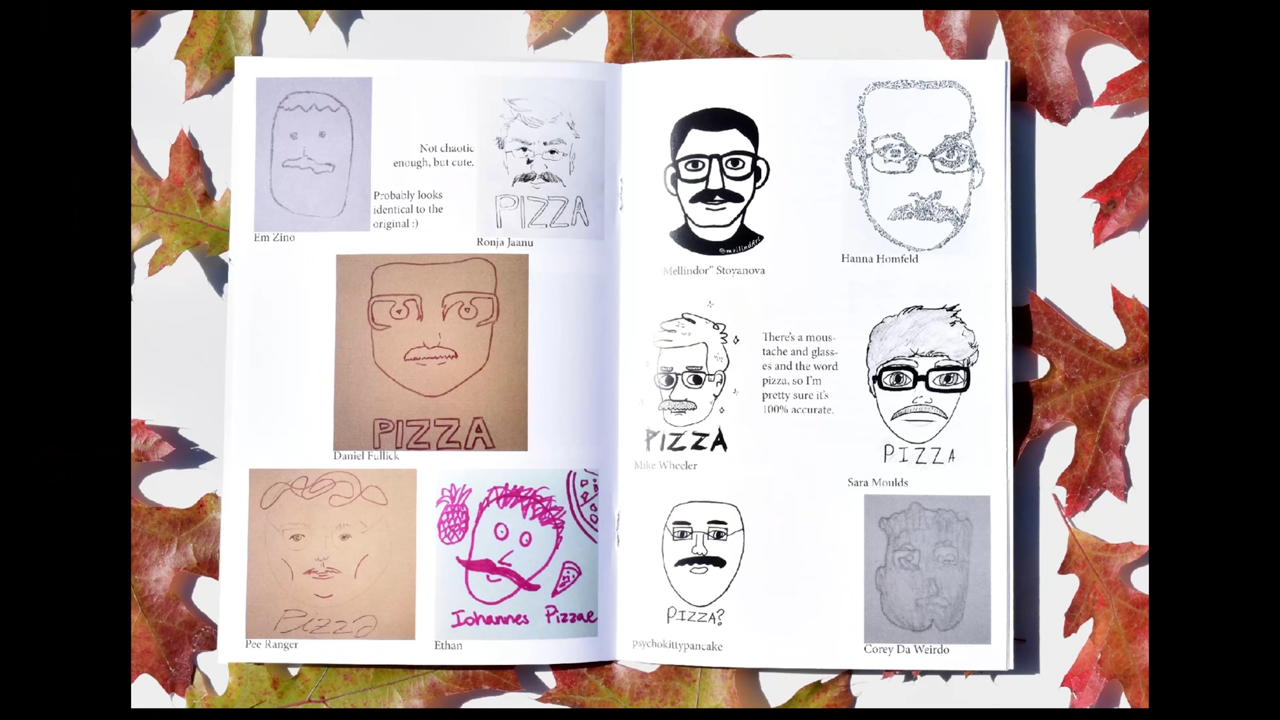 Not chaotic
enough, but cute.
Probably looks
identical to the
original :)
Em Zino
PIZZA
Ronja Jaanu
PIZZA
Daniel Fullick
Pizza
Pee Ranger
Iohannes Pizzae
Ethan
Mellindor" Stoyanova
Hanna Homfeld
PIZZA
Mike Wheeler
There's a mous-
tache and glass-
es and the word
pizza, so I'm
pretty sure it's
100% accurate.
PIZZA
Sara Moulds
PIZZA?
psychokittypancake
Corey Da Weirdo